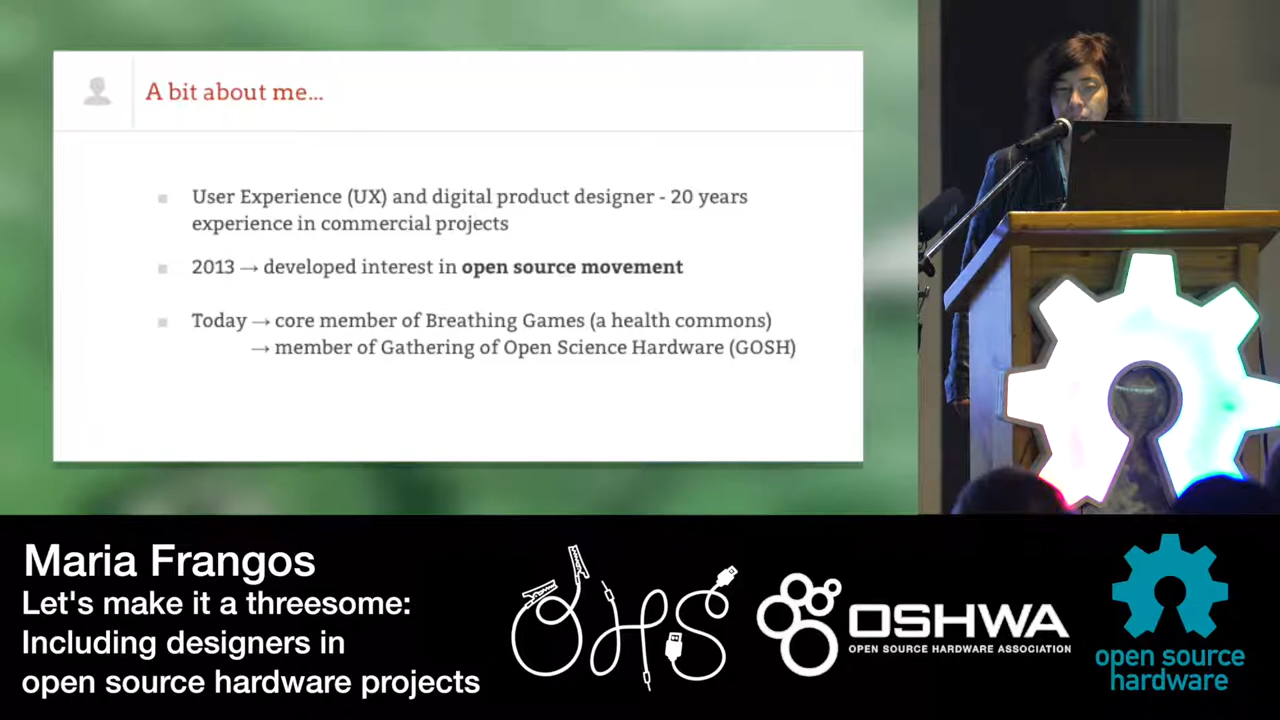 A bit about me...
User Experience (UX) and digital product designer - 20 years
experience in commercial projects
2013 → developed interest in open source movement
Today → core member of Breathing Games (a health commons)
→ member of Gathering of Open Science Hardware (GOSH)
Maria Frangos
Let's make it a threesome:
Including designers in
open source hardware projects
OHS
OSHWA
OPEN SOURCE HARDWARE ASSOCIATION
open source
hardware